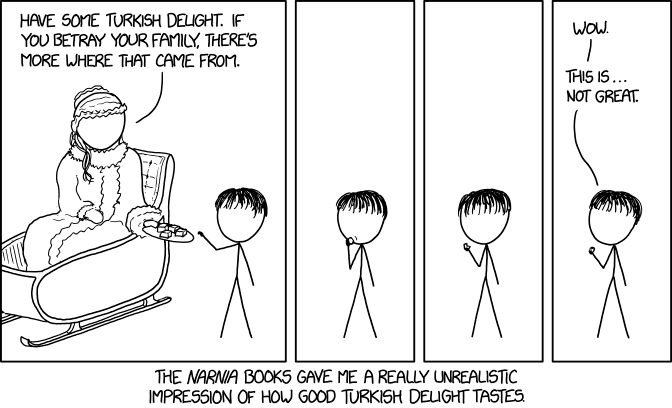 HAVE SOME TURKISH DELIGHT. IF
YOU BETRAY YOUR FAMILY, THERE'S
MORE WHERE THAT CAME FROM.
WOW.
THIS IS...
NOT GREAT.
THE NARNIA BOOKS GAVE ME A REALLY UNREALISTIC
IMPRESSION OF HOW GOOD TURKISH DELIGHT TASTES.